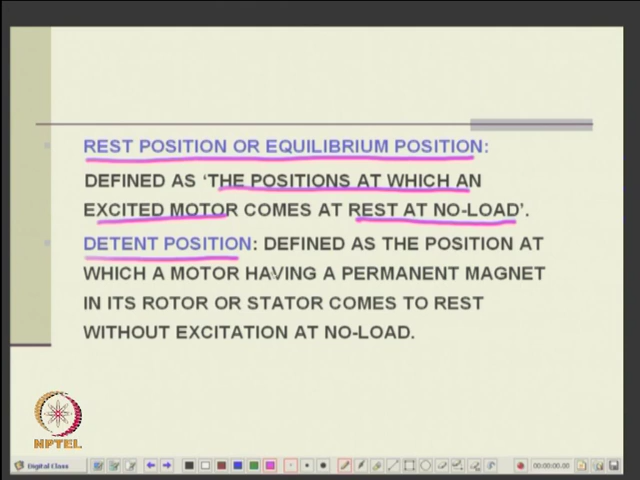 REST POSITION OR EQUILIBRIUM POSITION:
DEFINED AS ‘THE POSITIONS AT WHICH AN
EXCITED MOTOR COMES AT REST AT NO-LOAD’.
DETENT POSITION: DEFINED AS THE POSITION AT
WHICH A MOTOR HAVING A PERMANENT MAGNET
IN ITS ROTOR OR STATOR COMES TO REST
WITHOUT EXCITATION AT NO-LOAD.
NPTEL
Digital Class
00:00:00.00